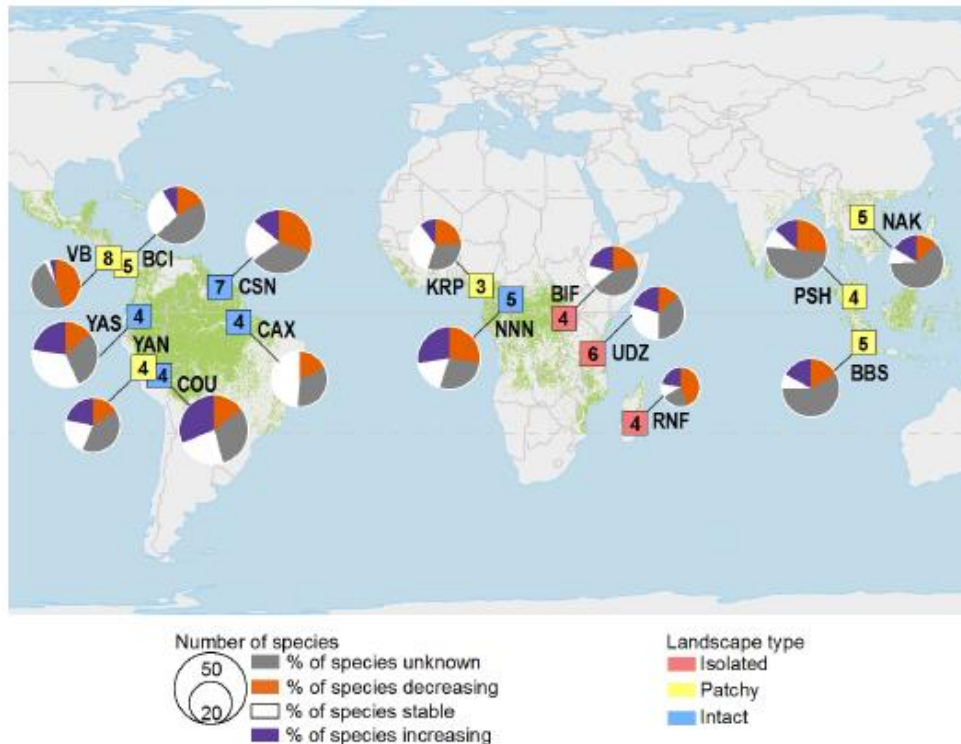 5 NAK
VB 8 5 BCI
7 CSN
KRP 3
5
BIF
4
NNN
PSH 4
YAS 4
4 CAX
YAN
4
4 COU
6 UDZ
5
BBS
4 RNF
Number of species
50
20
% of species unknown
% of species decreasing
% of species stable
% of species increasing
Landscape type
Isolated
Patchy
Intact